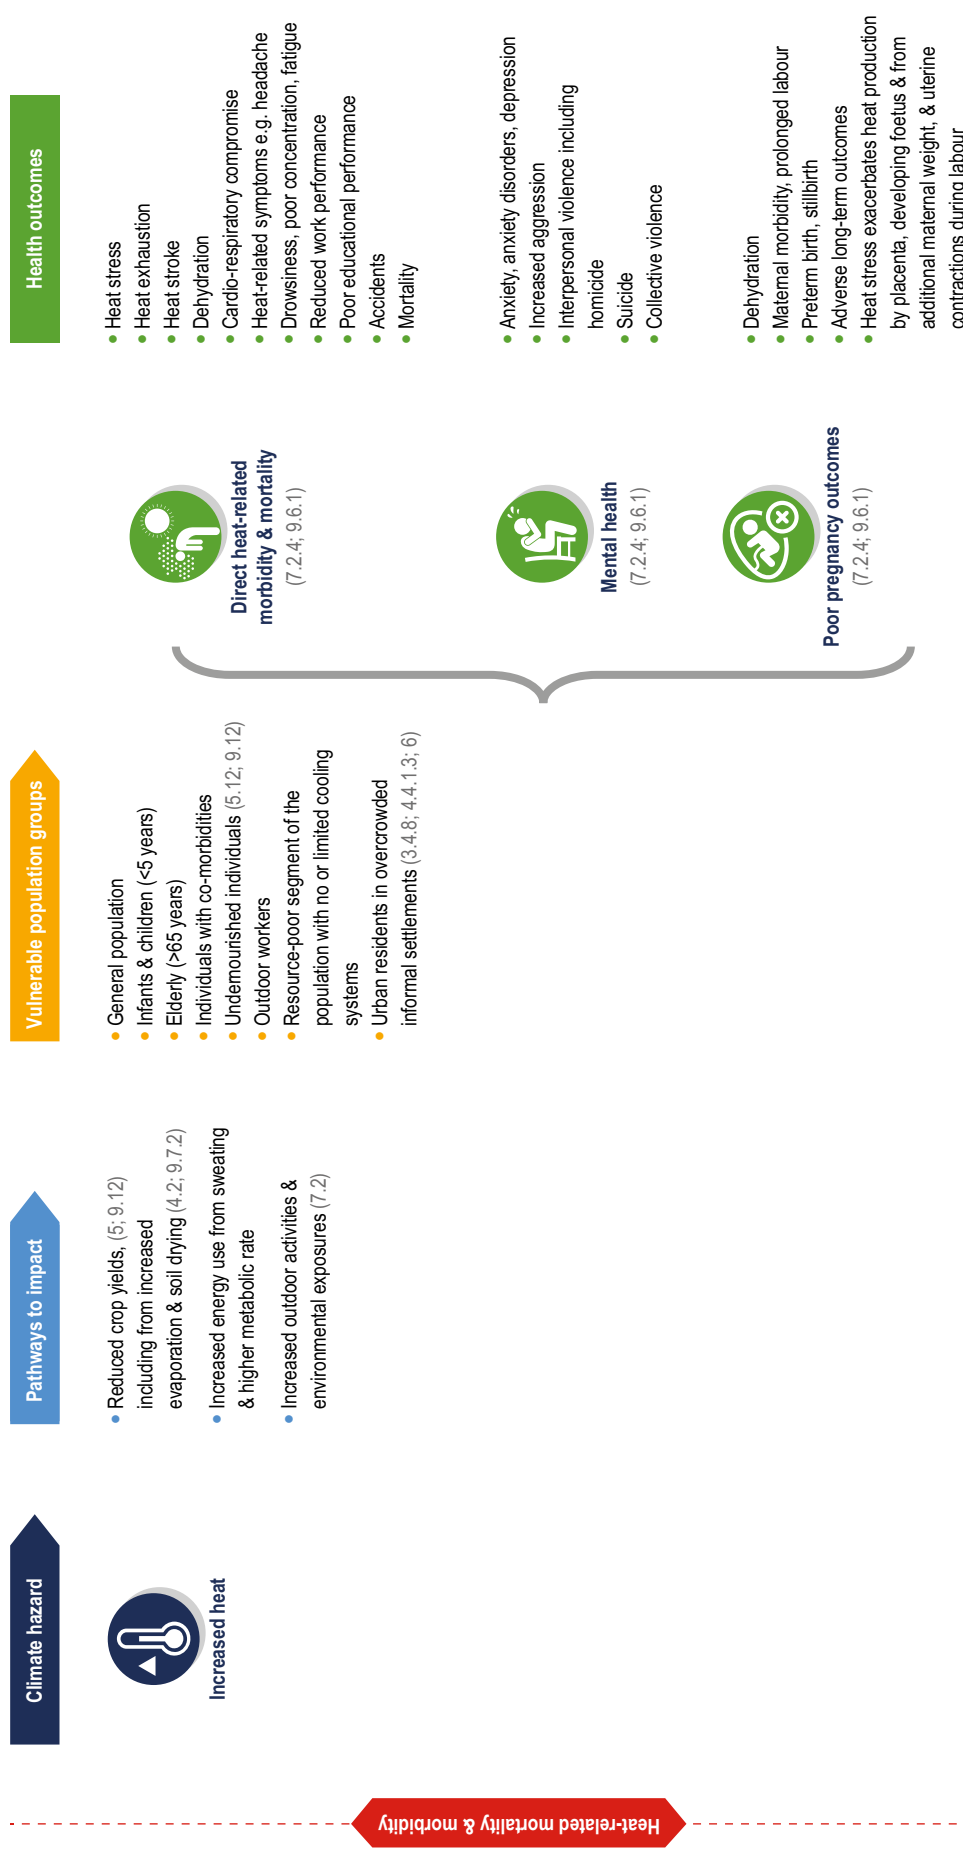 Heat-related mortality & morbidity
Climate hazard
Increased heat
Pathways to impact
• Reduced crop yields, (5; 9.12)
including from increased
evaporation & soil drying (4.2; 9.7.2)
• Increased energy use from sweating
& higher metabolic rate
• Increased outdoor activities &
environmental exposures (7.2)
Vulnerable population groups
• General population
• Infants & children (<5 years)
• Elderly (>65 years)
• Individuals with co-morbidities
• Undernourished individuals (5.12; 9.12)
• Outdoor workers
• Resource-poor segment of the
population with no or limited cooling
systems
• Urban residents in overcrowded
informal settlements (3.4.8; 4.4.1.3; 6)
Health outcomes
Direct heat-related
morbidity & mortality
(7.2.4; 9.6.1)
• Heat stress
• Heat exhaustion
• Heat stroke
• Dehydration
• Cardio-respiratory compromise
• Heat-related symptoms e.g. headache
• Drowsiness, poor concentration, fatigue
• Reduced work performance
• Poor educational performance
• Accidents
• Mortality
Mental health
(7.2.4; 9.6.1)
• Anxiety, anxiety disorders, depression
• Increased aggression
• Interpersonal violence including
homicide
• Suicide
• Collective violence
Poor pregnancy outcomes
(7.2.4; 9.6.1)
• Dehydration
• Maternal morbidity, prolonged labour
• Preterm birth, stillbirth
• Adverse long-term outcomes
• Heat stress exacerbates heat production
by placenta, developing foetus & from
additional maternal weight, & uterine
contractions during labour